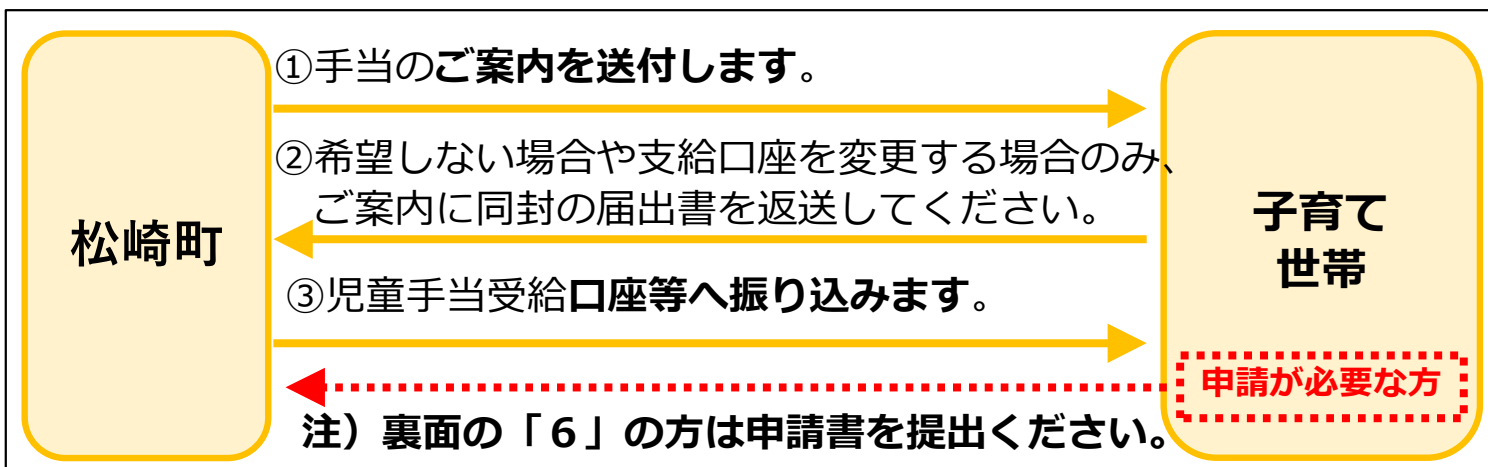 松崎町
①手当のご案内を送付します。
②希望しない場合や支給口座を変更する場合のみ、
ご案内に同封の届出書を返送してください。
③児童手当受給口座等へ振り込みます。
子育て
世帯
申請が必要な方
注）裏面の「６」の方は申請書を提出ください。